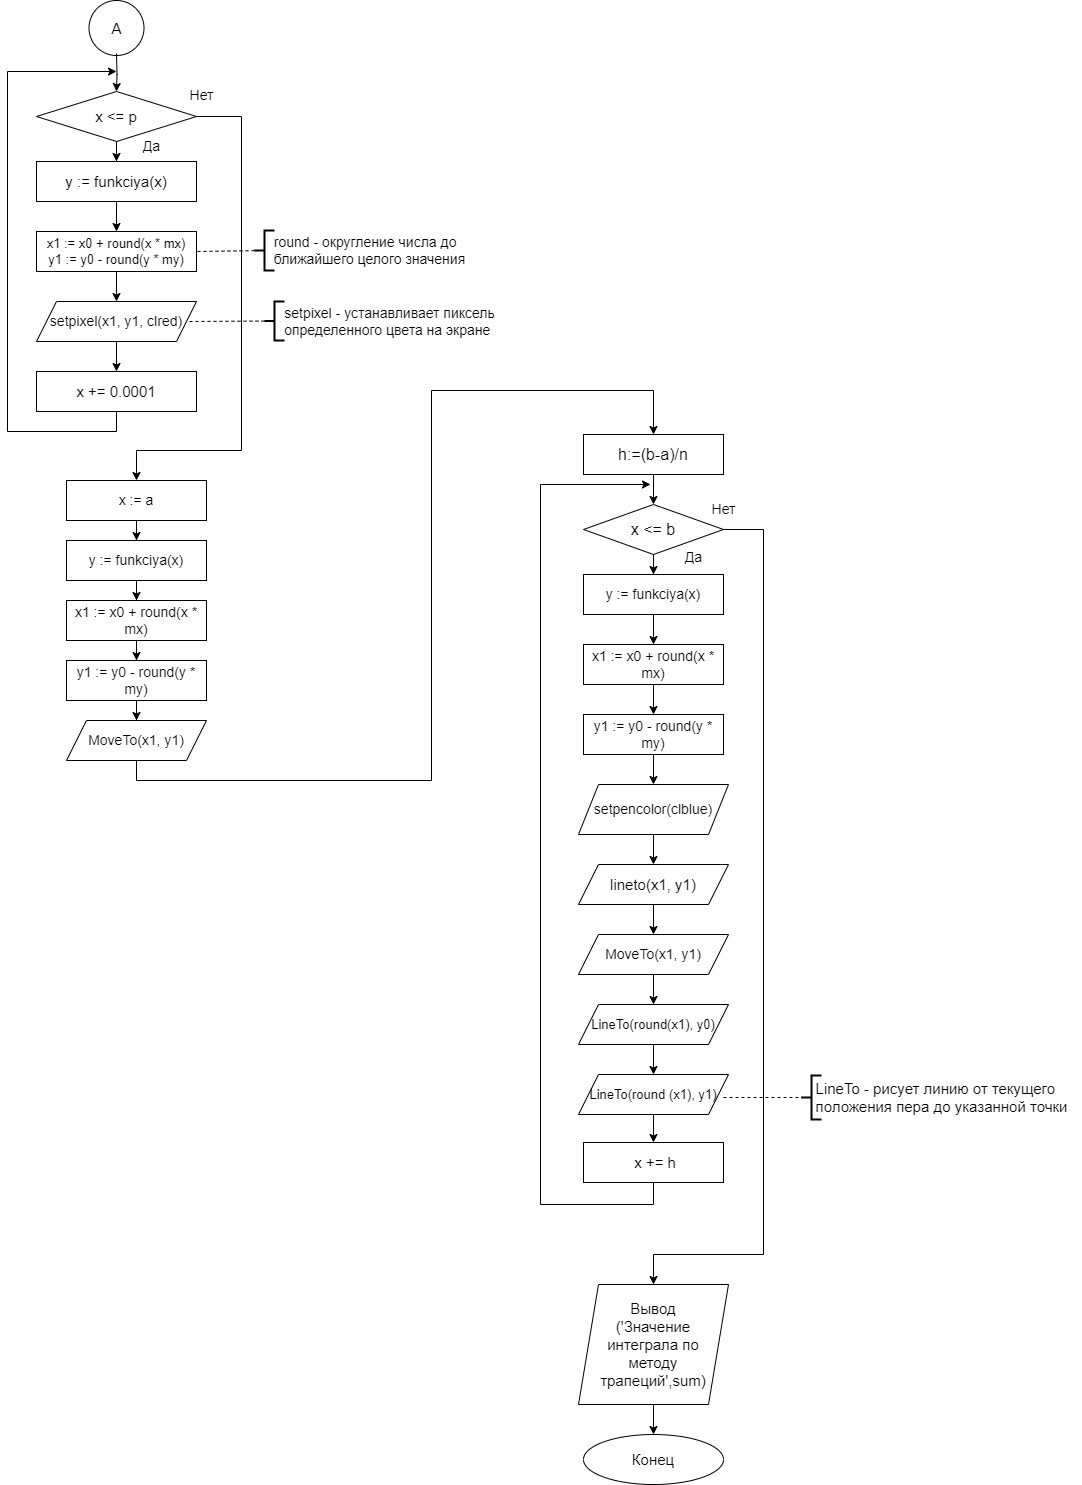 A
x <= p
Нет
Да
y := funkciya(x)
x1 := x0 + round(x * mx)
y1 := y0 - round(y * my)
round - округление числа до
ближайшего целого значения
setpixel(x1, y1, clred)
setpixel - устанавливает пиксель
определенного цвета на экране
x += 0.0001
x := a
y := funkciya(x)
x1 := x0 + round(x *
mx)
y1 := y0 - round(y *
my)
MoveTo(x1, y1)
h:=(b-a)/n
x <= b
Нет
Да
y := funkciya(x)
x1 := x0 + round(x *
mx)
y1 := y0 - round(y *
my)
setpencolor(clblue)
lineto(x1, y1)
MoveTo(x1, y1)
LineTo(round(x1), y0)
LineTo(round (x1), y1)
LineTo - рисует линию от текущего
положения пера до указанной точки
x += h
Вывод
('Значение
интеграла по
методу
трапеций',sum)
Конец